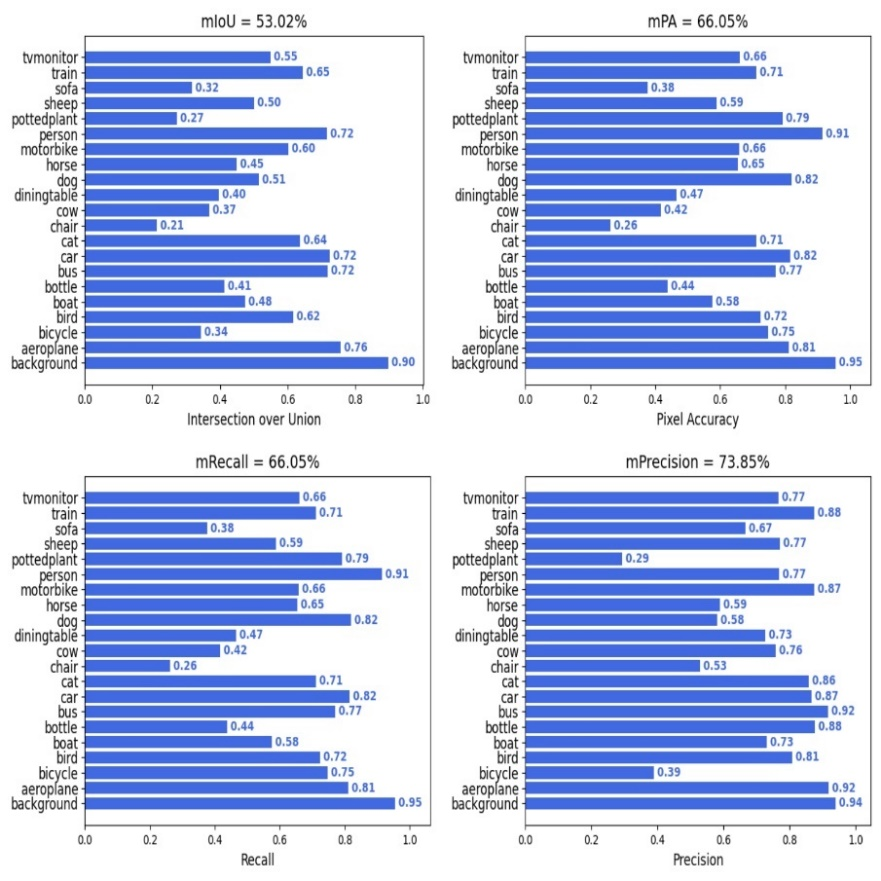 mIoU = 53.02%
tvmonitor 0.55
train 0.65
sofa 0.32
sheep 0.50
pottedplant 0.27
person 0.72
motorbike 0.60
horse 0.45
dog 0.51
diningtable 0.40
cow 0.37
chair 0.21
cat 0.64
car 0.72
bus 0.72
bottle 0.41
boat 0.48
bird 0.62
bicycle 0.34
aeroplane 0.76
background 0.90
0.0 0.2 0.4 0.6 0.8 1.0
Intersection over Union
mPA = 66.05%
tvmonitor 0.66
train 0.71
sofa 0.38
sheep 0.59
pottedplant 0.79
person 0.91
motorbike 0.66
horse 0.65
dog 0.82
diningtable 0.47
cow 0.42
chair 0.26
cat 0.71
car 0.82
bus 0.77
bottle 0.44
boat 0.58
bird 0.72
bicycle 0.75
aeroplane 0.81
background 0.95
0.0 0.2 0.4 0.6 0.8 1.0
Pixel Accuracy
mRecall = 66.05%
tvmonitor 0.66
train 0.71
sofa 0.38
sheep 0.59
pottedplant 0.79
person 0.91
motorbike 0.66
horse 0.65
dog 0.82
diningtable 0.47
cow 0.42
chair 0.26
cat 0.71
car 0.82
bus 0.77
bottle 0.44
boat 0.58
bird 0.72
bicycle 0.75
aeroplane 0.81
background 0.95
0.0 0.2 0.4 0.6 0.8 1.0
Recall
mPrecision = 73.85%
tvmonitor 0.77
train 0.88
sofa 0.67
sheep 0.77
pottedplant 0.29
person 0.77
motorbike 0.87
horse 0.59
dog 0.58
diningtable 0.73
cow 0.76
chair 0.53
cat 0.86
car 0.87
bus 0.92
bottle 0.88
boat 0.73
bird 0.81
bicycle 0.39
aeroplane 0.92
background 0.94
0.0 0.2 0.4 0.6 0.8 1.0
Precision